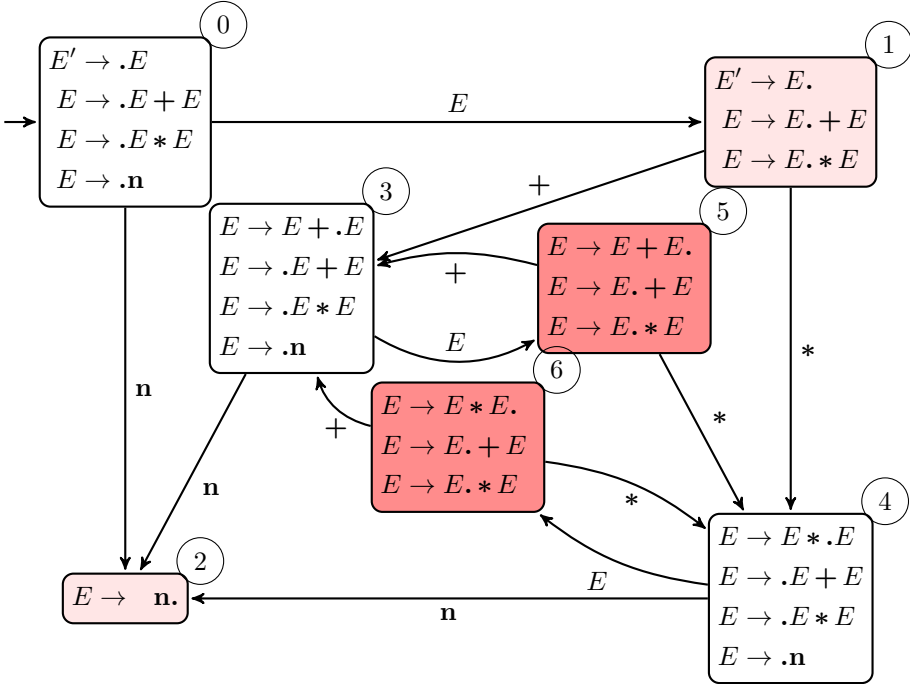 0
E′ → .E
E → .E + E
E → .E * E
E → .n
E
1
E′ → E.
E → E. + E
E → E. * E
+
3
E → E + .E
E → .E + E
E → .E * E
E → .n
5
E → E + E.
E → E. + E
E → E. * E
+
E
*
n
6
E → E * E.
E → E. + E
E → E. * E
+
*
*
n
4
E → E * .E
E → .E + E
E → .E * E
E → .n
2
E → n.
E
n